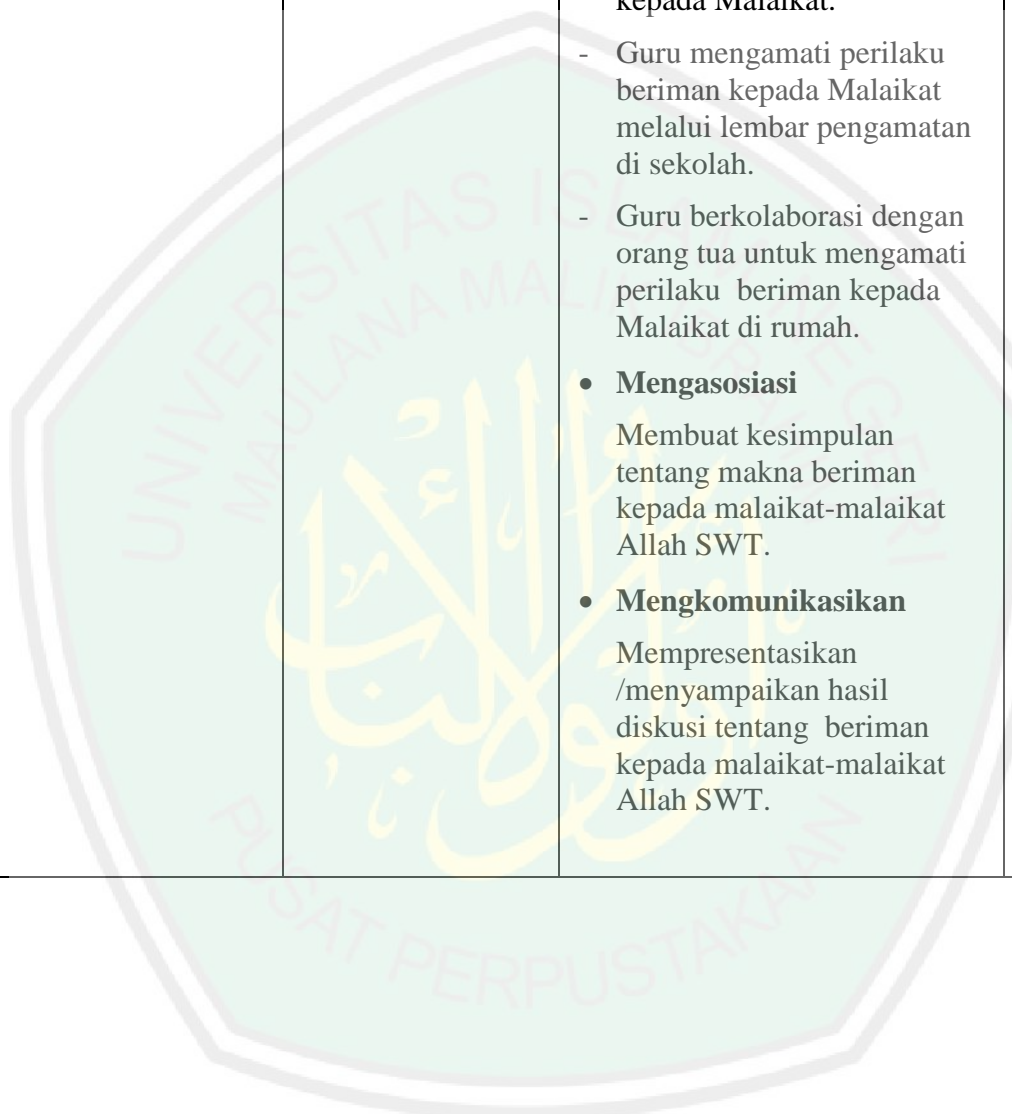 kepada Malaikat.
- Guru mengamati perilaku
beriman kepada Malaikat
melalui lembar pengamatan
di sekolah.
- Guru berkolaborasi dengan
orang tua untuk mengamati
perilaku beriman kepada
Malaikat di rumah.
• Mengasosiasi
Membuat kesimpulan
tentang makna beriman
kepada malaikat-malaikat
Allah SWT.
• Mengkomunikasikan
Mempresentasikan
/menyampaikan hasil
diskusi tentang beriman
kepada malaikat-malaikat
Allah SWT.
UNIVERSITAS ISLAM NEGERI
MAULANA MALIK IBRAHIM
PUSAT PERPUSTAKAAN